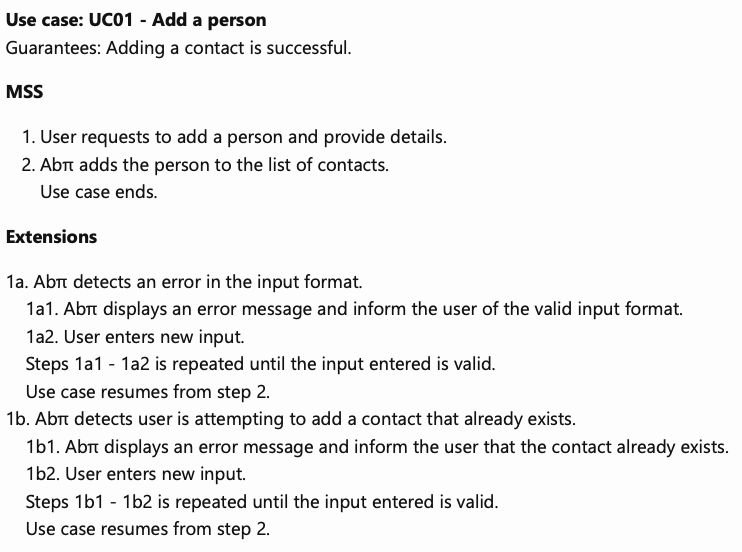 Use case: UC01 - Add a person
Guarantees: Adding a contact is successful.
MSS
1. User requests to add a person and provide details.
2. Abπ adds the person to the list of contacts.
Use case ends.
Extensions
1a. Abπ detects an error in the input format.
1a1. Abπ displays an error message and inform the user of the valid input format.
1a2. User enters new input.
Steps 1a1 - 1a2 is repeated until the input entered is valid.
Use case resumes from step 2.
1b. Abπ detects user is attempting to add a contact that already exists.
1b1. Abπ displays an error message and inform the user that the contact already exists.
1b2. User enters new input.
Steps 1b1 - 1b2 is repeated until the input entered is valid.
Use case resumes from step 2.